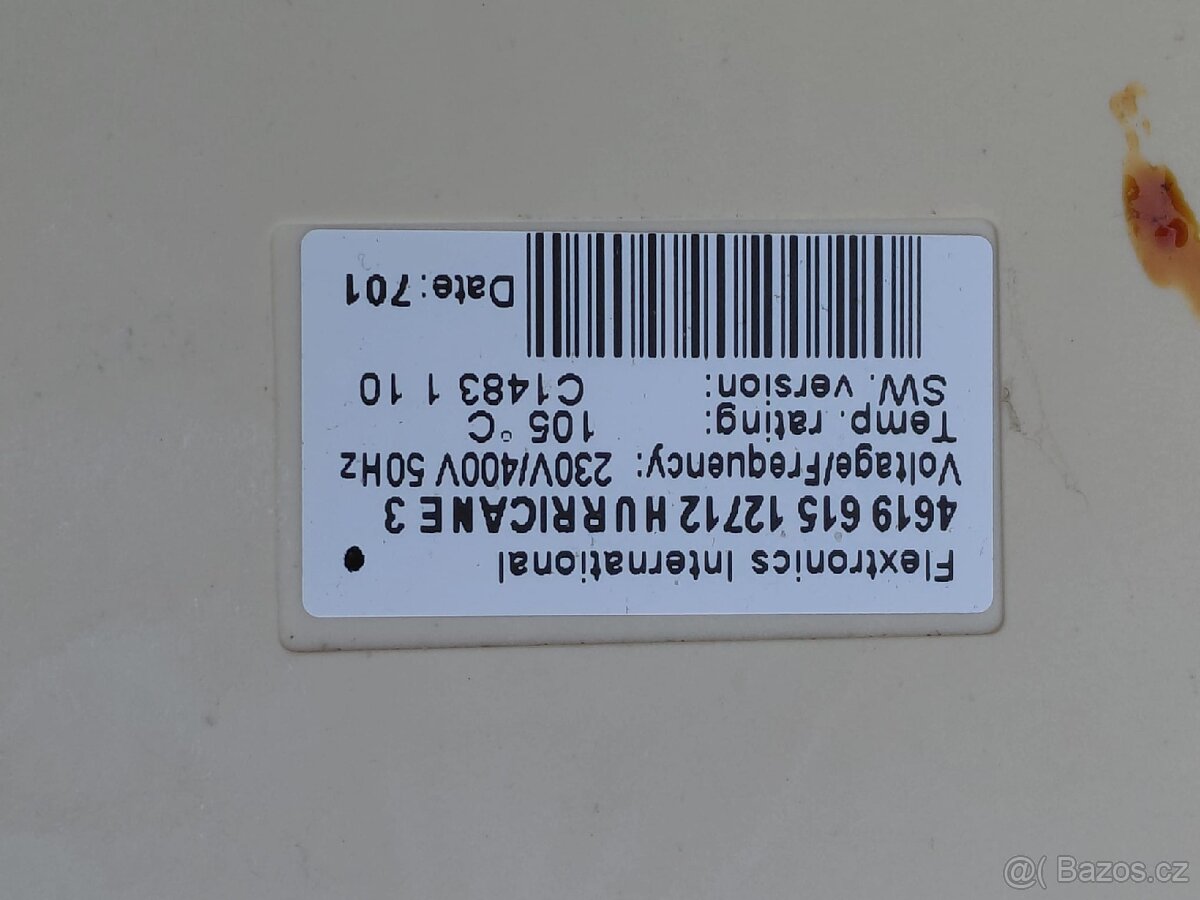 Flextronics International
4619 615 12712 HURRICANE 3
Voltage/Frequency: 230V/400V 50Hz
Temp. rating: 105 °C
SW. version: C1483 1 10
Date:701
@( Bazos.cz